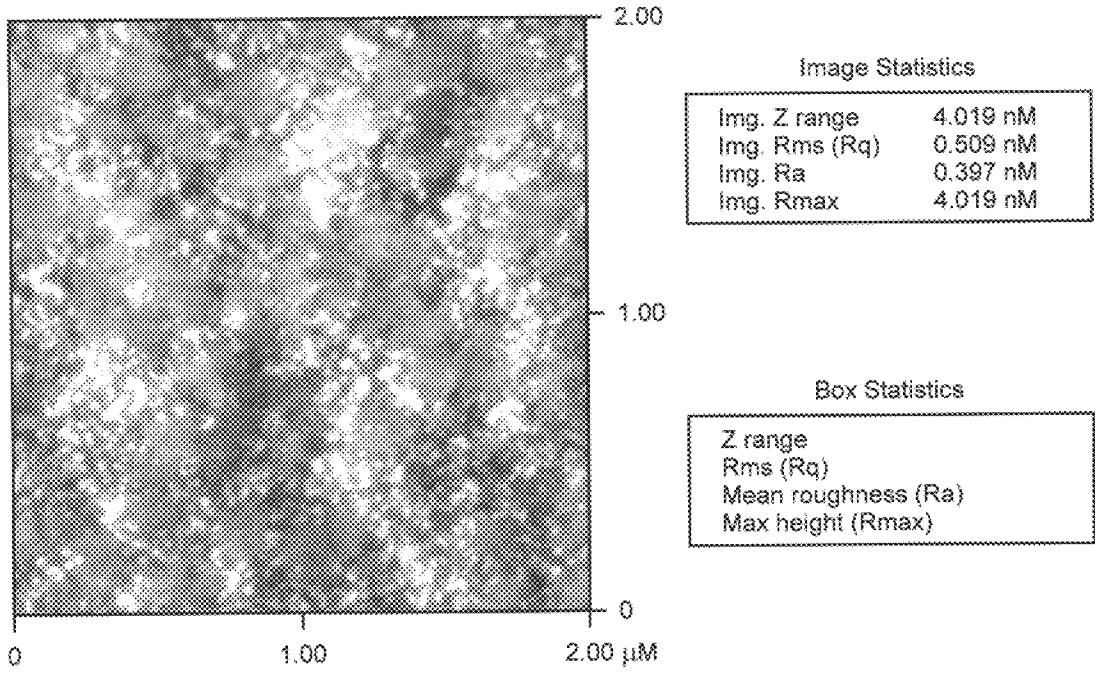 2.00
1.00
0
0
1.00
2.00 μM
Image Statistics
Img. Z range 4.019 nM
Img. Rms (Rq) 0.509 nM
Img. Ra 0.397 nM
Img. Rmax 4.019 nM
Box Statistics
Z range
Rms (Rq)
Mean roughness (Ra)
Max height (Rmax)